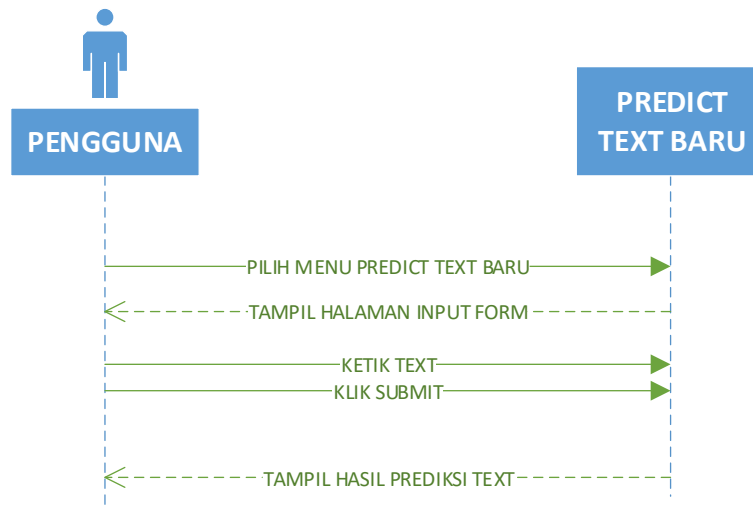 PENGGUNA
PREDICT
TEXT BARU
PILIH MENU PREDICT TEXT BARU
TAMPIL HALAMAN INPUT FORM
KETIK TEXT
KLIK SUBMIT
TAMPIL HASIL PREDIKSI TEXT